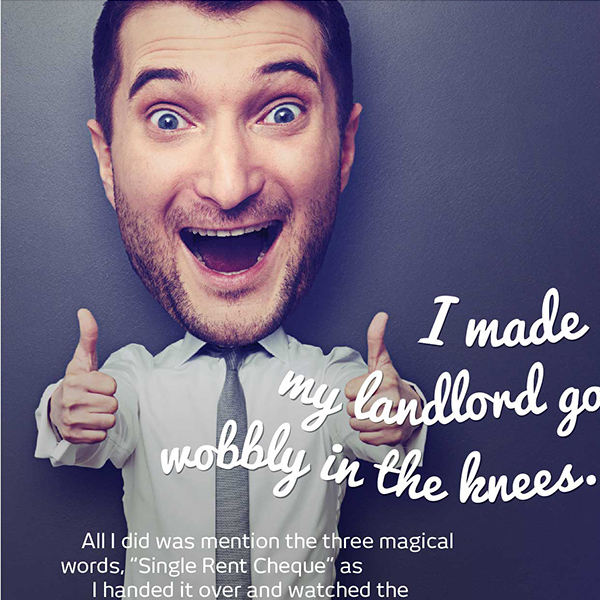 I made
my landlord go
wobbly in the knees.
All I did was mention the three magical
words, "Single Rent Cheque" as
I handed it over and watched the